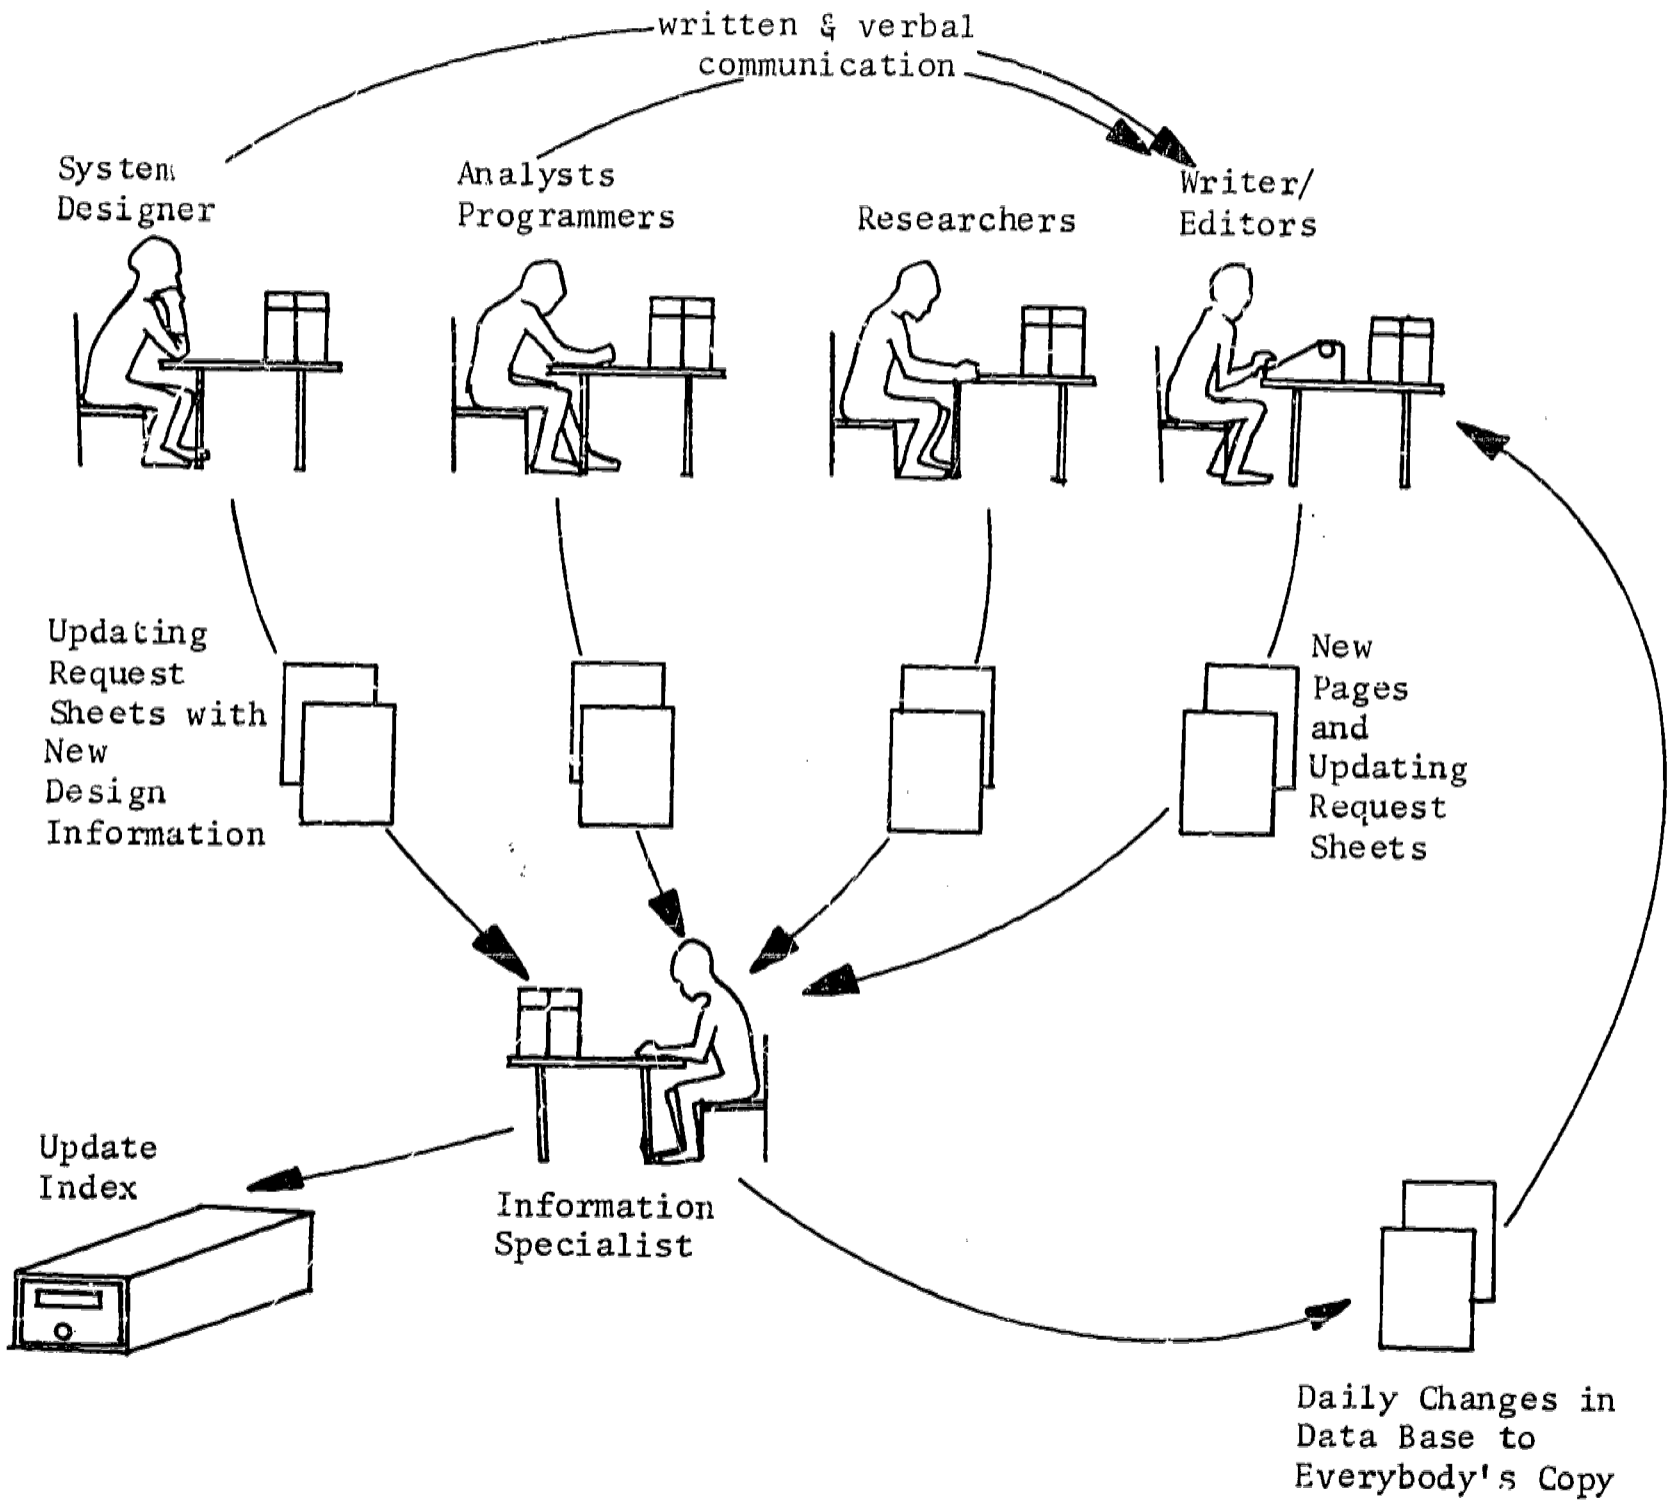 written & verbal
communication
System
Designer
Analysts
Programmers
Researchers
Writer/
Editors
Updating
Request
Sheets with
New
Design
Information
New
Pages
and
Updating
Request
Sheets
Update
Index
Information
Specialist
Daily Changes in
Data Base to
Everybody's Copy